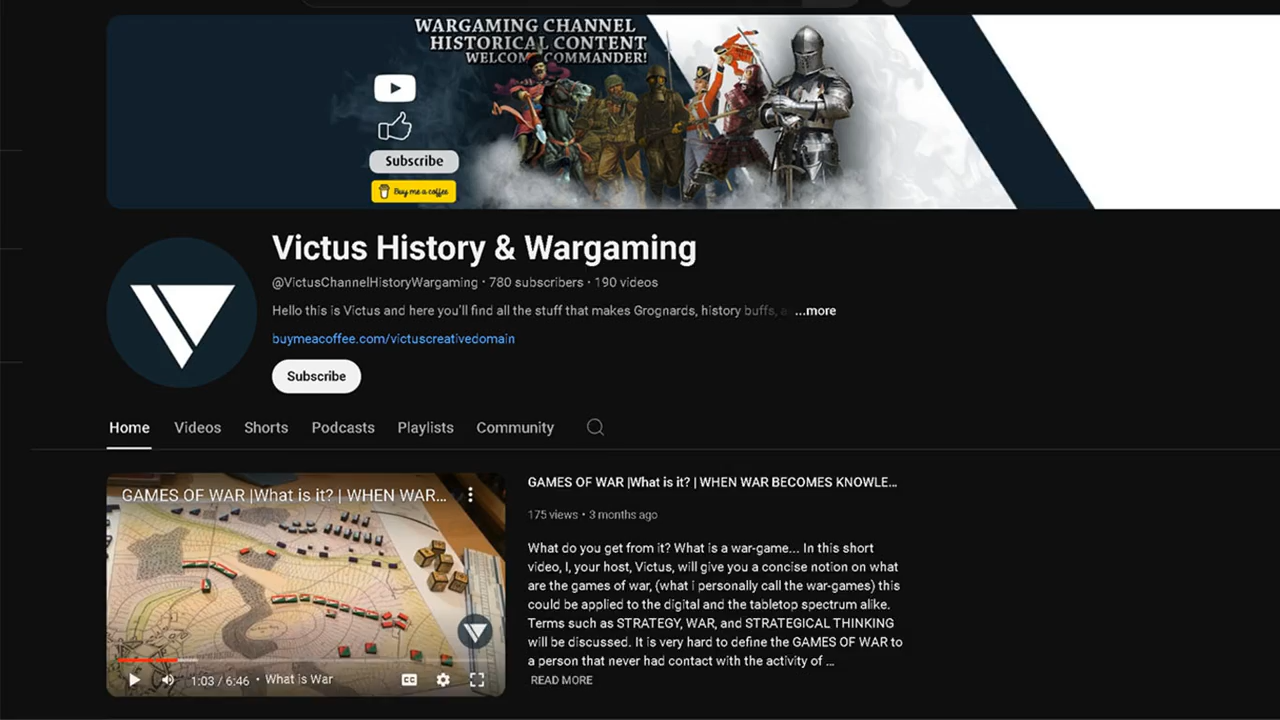 WARGAMING CHANNEL
HISTORICAL CONTENT
WELCOME COMMANDER!
Subscribe
Buy me a coffee
Victus History & Wargaming
@VictusChannelHistoryWargaming • 780 subscribers • 190 videos
Hello this is Victus and here you'll find all the stuff that makes Grognards, history buffs, a ...more
buymeacoffee.com/victuscreativedomain
Subscribe
Home Videos Shorts Podcasts Playlists Community
GAMES OF WAR |What is it? | WHEN WAR...
1:03 / 6:46 • What is War
CC
GAMES OF WAR |What is it? | WHEN WAR BECOMES KNOWLE...
175 views • 3 months ago
What do you get from it? What is a war-game... In this short
video, I, your host, Victus, will give you a concise notion on what
are the games of war, (what i personally call the war-games) this
could be applied to the digital and the tabletop spectrum alike.
Terms such as STRATEGY, WAR, and STRATEGICAL THINKING
will be discussed. It is very hard to define the GAMES OF WAR to
a person that never had contact with the activity of ...
READ MORE